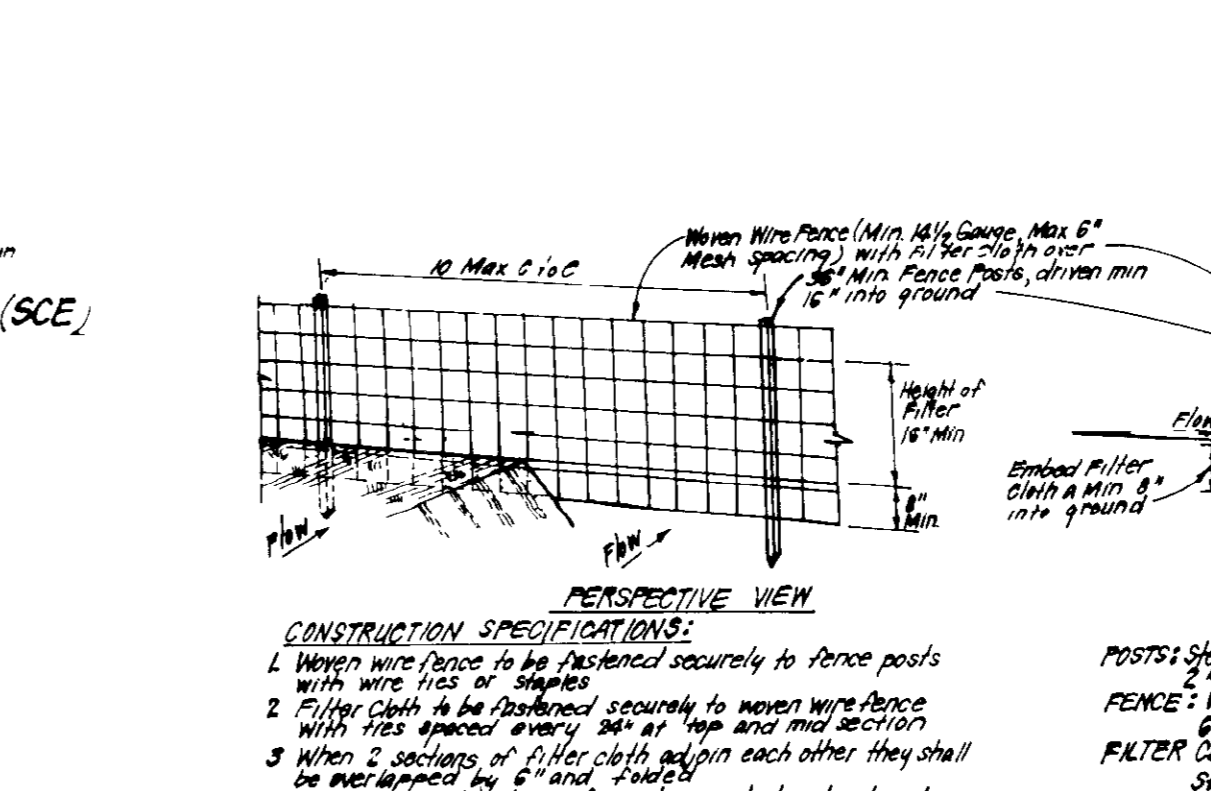 Woven Wire Fence (Min. 14½ Gauge, Max 6"
Mesh spacing) with Filter Cloth over
36" Min. Fence Posts, driven min
16" into ground
10 Max C to C
(SCE)
Height of
Filter
16" Min
8"
Min.
Embed Filter
Cloth a Min 8"
into ground
Flow
Flow
PERSPECTIVE VIEW
CONSTRUCTION SPECIFICATIONS:
1. Woven wire fence to be fastened securely to fence posts
with wire ties or staples
2 Filter Cloth to be fastened securely to woven wire fence
with ties spaced every 24" at top and mid section
3 When 2 sections of filter cloth adjoin each other they shall
be overlapped by 6" and folded
POSTS:
FENCE:
FILTER